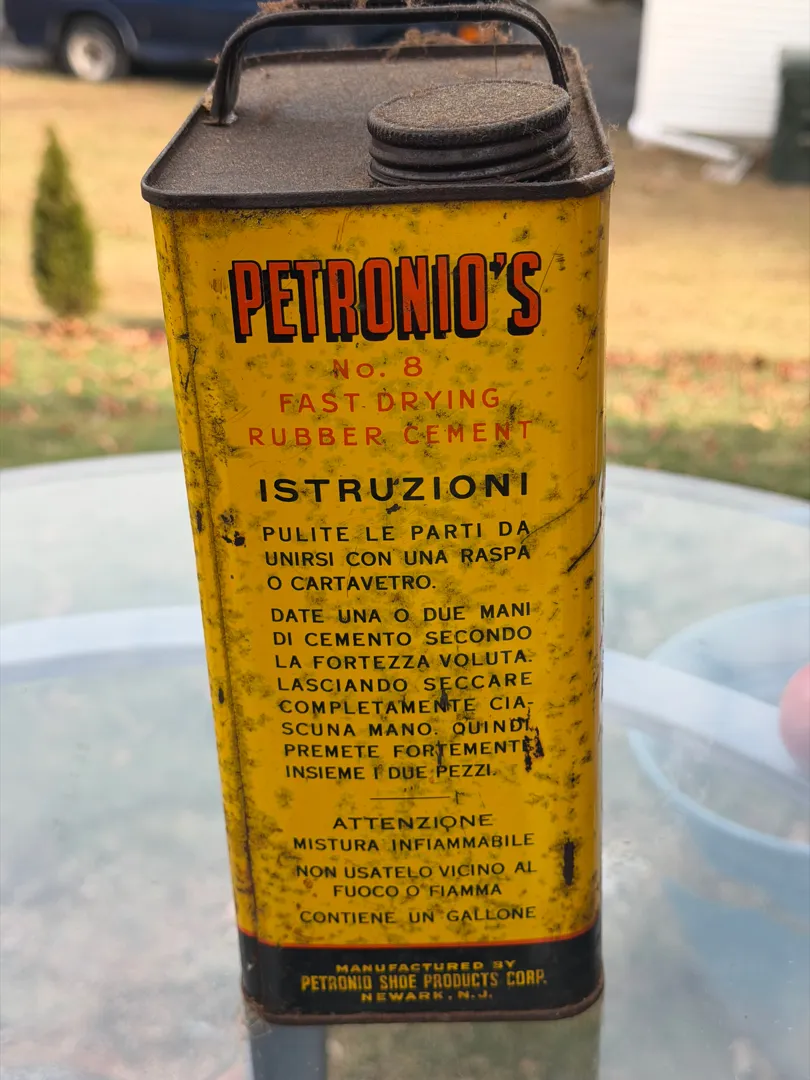 PETRONIO'S
No. 8
FAST DRYING
RUBBER CEMENT
ISTRUZIONI
PULITE LE PARTI DA
UNIRSI CON UNA RASPA
O CARTAVETRO.
DATE UNA O DUE MANI
DI CEMENTO SECONDO
LA FORTEZZA VOLUTA.
LASCIANDO SECCARE
COMPLETAMENTE CIA-
SCUNA MANO. QUINDI,
PREMETE FORTEMENTE
INSIEME I DUE PEZZI.
ATTENZIONE
MISTURA INFIAMMABILE
NON USATELO VICINO AL
FUOCO O FIAMMA
CONTIENE UN GALLONE
MANUFACTURED BY
PETRONIO SHOE PRODUCTS CORP.
NEWARK, N.J.